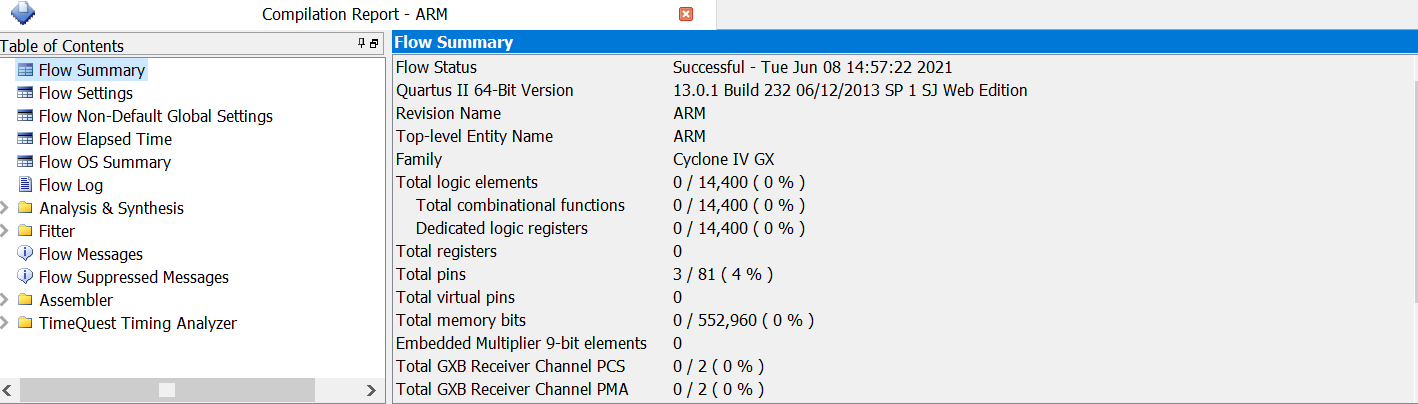 Compilation Report - ARM
Table of Contents
Flow Summary
Flow Settings
Flow Non-Default Global Settings
Flow Elapsed Time
Flow OS Summary
Flow Log
Analysis & Synthesis
Fitter
Flow Messages
Flow Suppressed Messages
Assembler
TimeQuest Timing Analyzer
Flow Summary
Flow Status Successful - Tue Jun 08 14:57:22 2021
Quartus II 64-Bit Version 13.0.1 Build 232 06/12/2013 SP 1 SJ Web Edition
Revision Name ARM
Top-level Entity Name ARM
Family Cyclone IV GX
Total logic elements 0 / 14,400 ( 0 % )
Total combinational functions 0 / 14,400 ( 0 % )
Dedicated logic registers 0 / 14,400 ( 0 % )
Total registers 0
Total pins 3 / 81 ( 4 % )
Total virtual pins 0
Total memory bits 0 / 552,960 ( 0 % )
Embedded Multiplier 9-bit elements 0
Total GXB Receiver Channel PCS 0 / 2 ( 0 % )
Total GXB Receiver Channel PMA 0 / 2 ( 0 % )